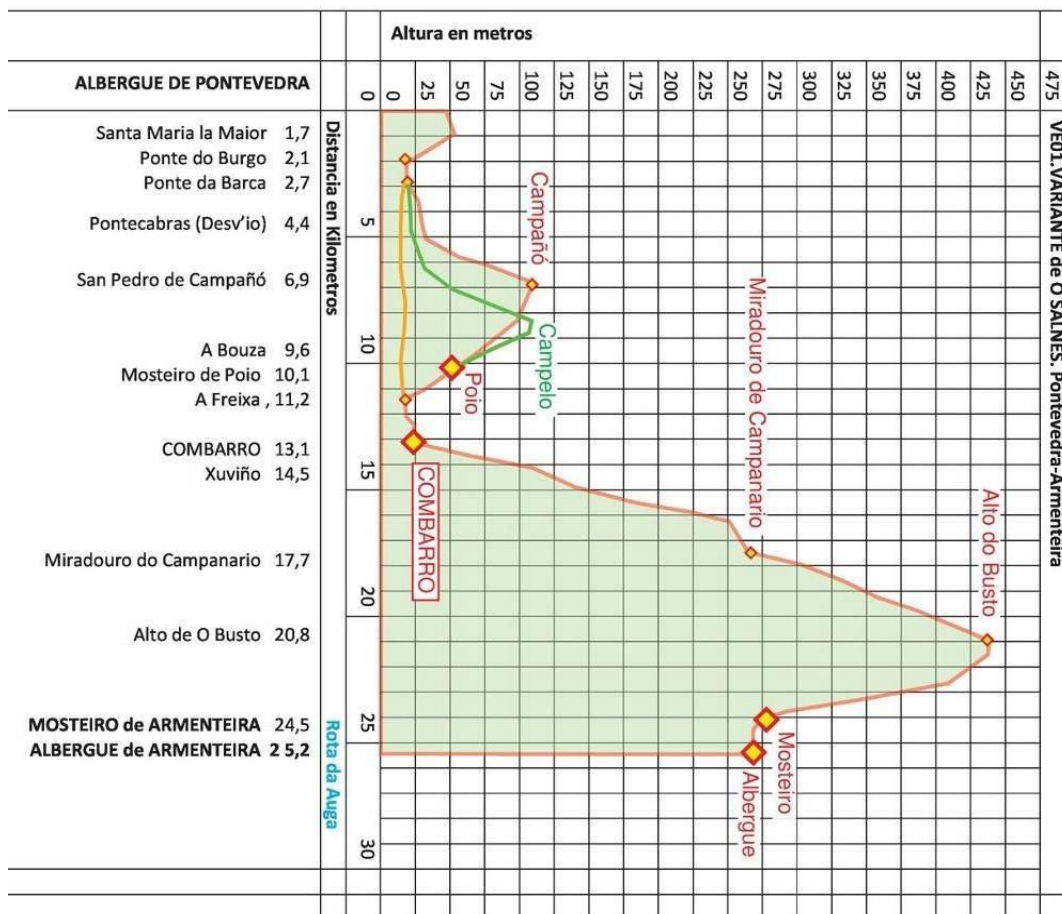 Altura en metros
ALBERGUE DE PONTEVEDRA
0 25 50 75 100 125 150 175 200 225 250 275 300 325 350 375 400 425 450 475
VE01.VARIANTE de O SALNES. Pontevedra-Armenteira
Distancia en Kilometros
Santa Maria la Maior 1,7
Ponte do Burgo 2,1
Ponte da Barca 2,7
Pontecabras (Desv'io) 4,4
San Pedro de Campañó 6,9
A Bouza 9,6
Mosteiro de Poio 10,1
A Freixa , 11,2
COMBARRO 13,1
Xuviño 14,5
Miradouro do Campanario 17,7
Alto de O Busto 20,8
MOSTEIRO de ARMENTEIRA 24,5
ALBERGUE de ARMENTEIRA 2 5,2
Rota da Auga
5
10
15
20
25
30
Campañó
Campelo
Poio
COMBARRO
Miradouro de Campanario
Alto do Busto
Mosteiro
Albergue